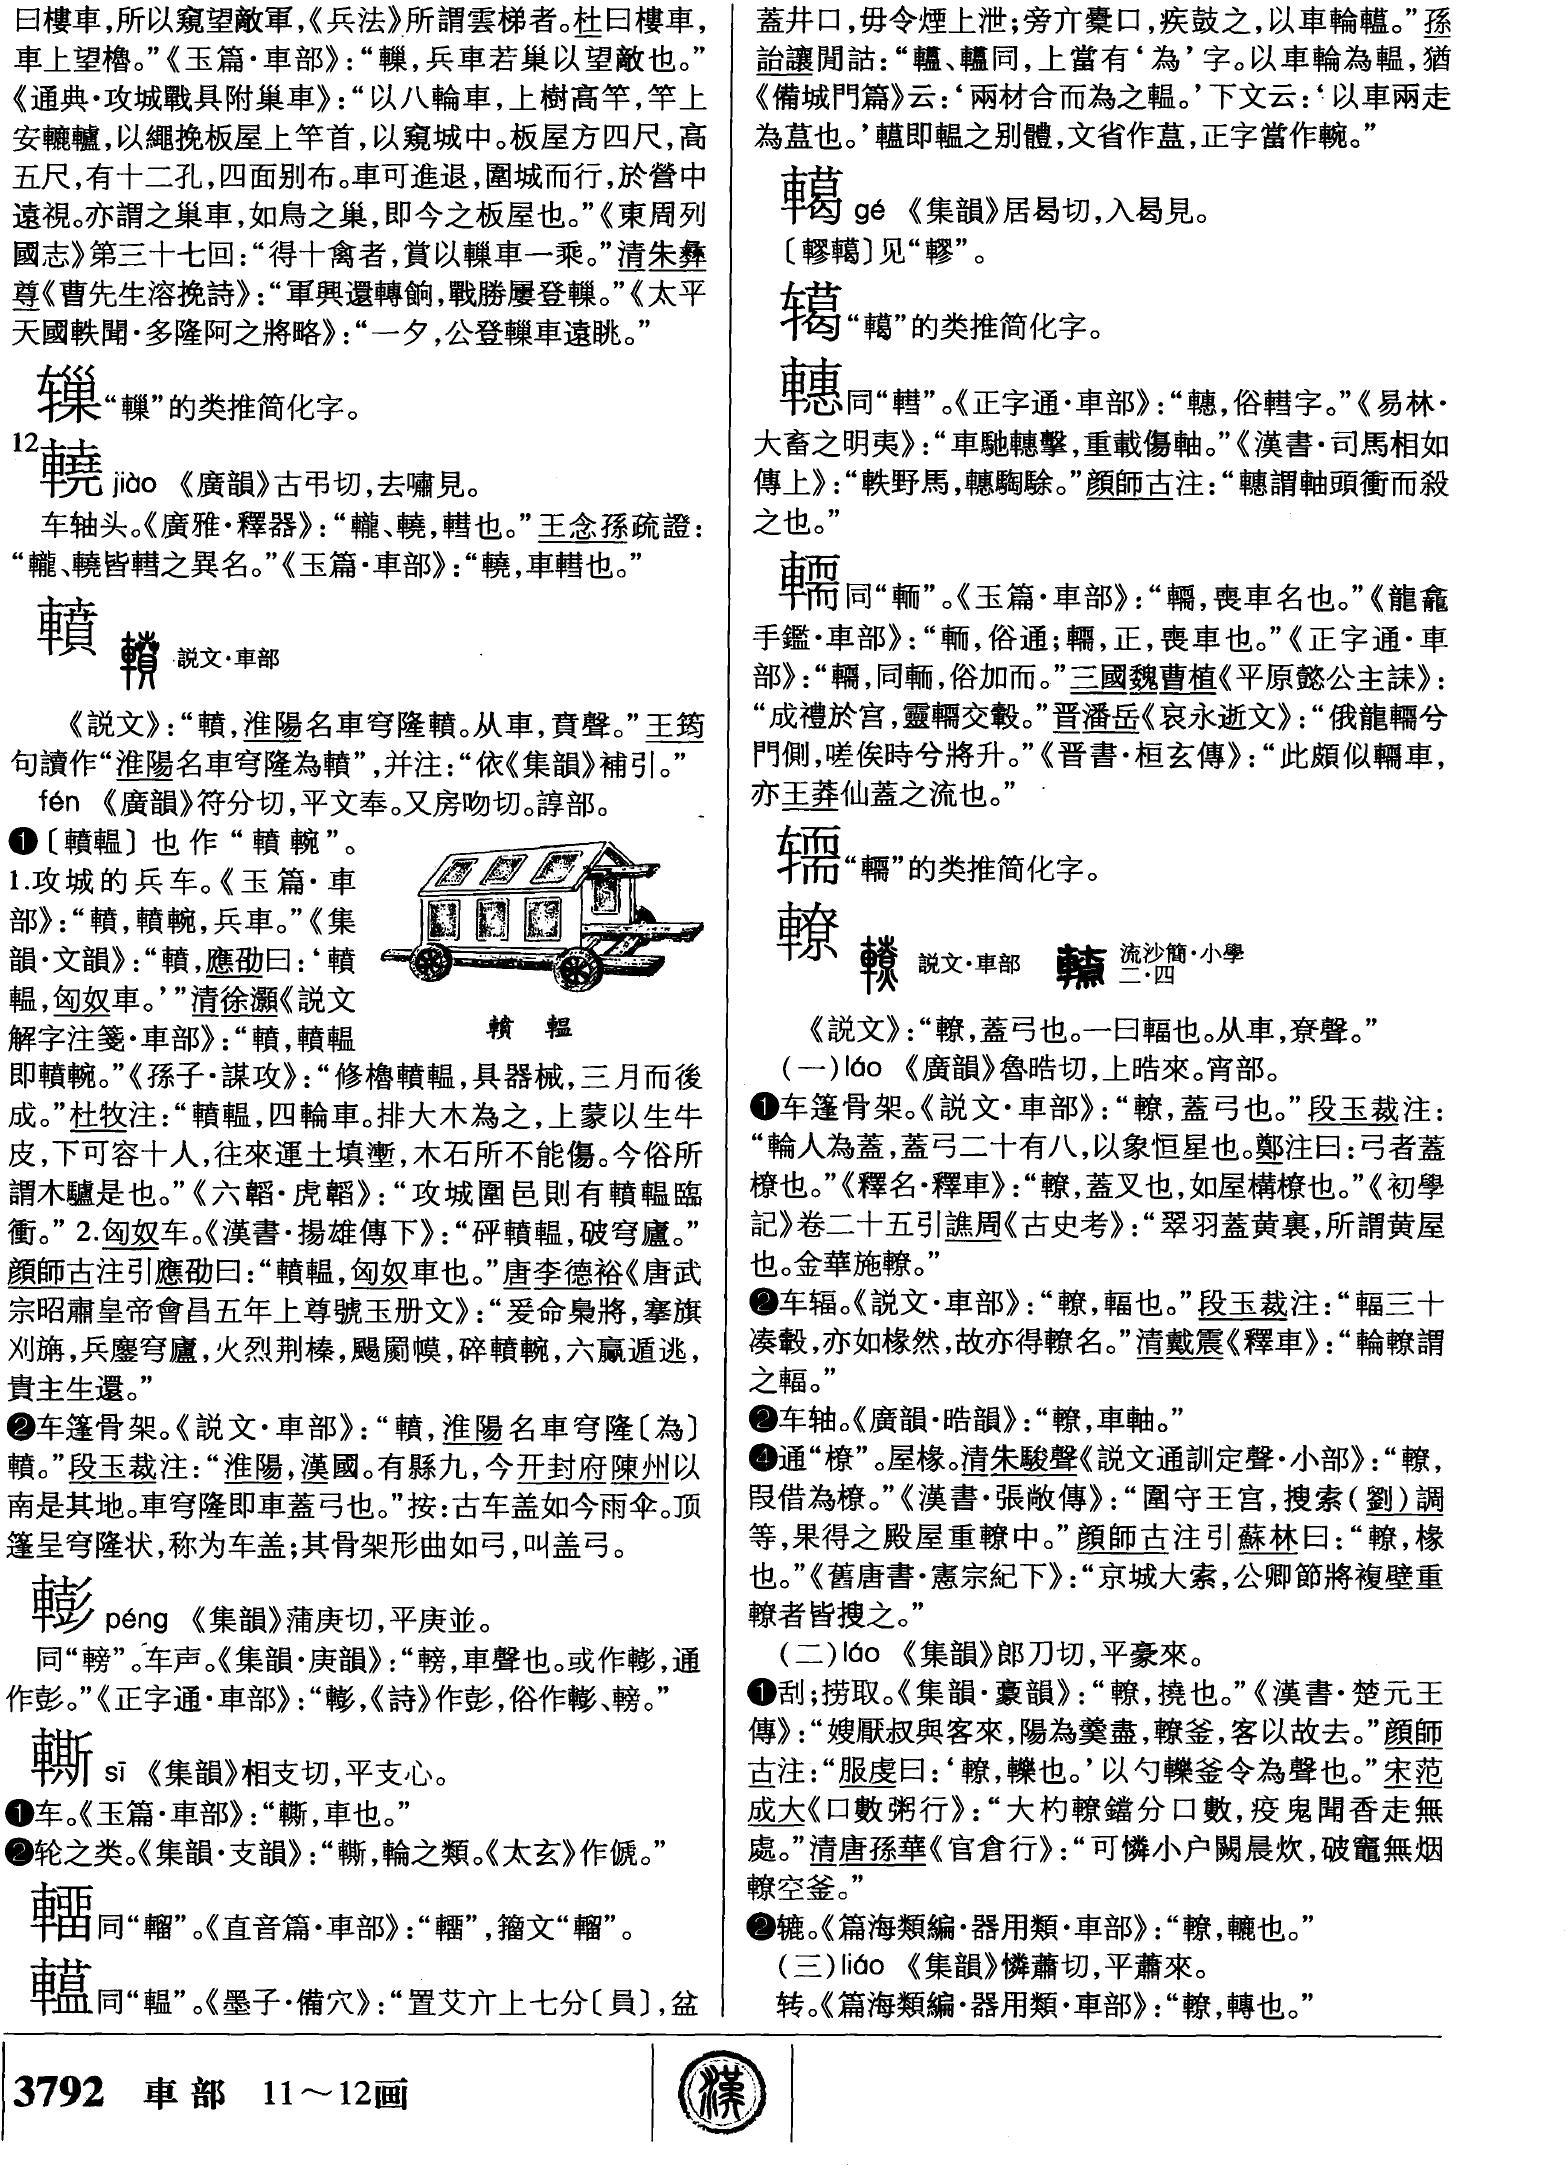 曰樓車，所以窺望敵軍，《兵法》所謂雲梯者。杜曰樓車，
車上望櫓。”《玉篇·車部》：“轈，兵車若巢以望敵也。”
《通典·攻城戰具附巢車》：“以八輪車，上樹高竿，竿上
安轆轤，以繩挽板屋上竿首，以窺城中。板屋方四尺，高
五尺，有十二孔，四面别布。車可進退，圍城而行，於營中
遠視。亦謂之巢車，如鳥之巢，即今之板屋也。”《東周列
國志》第三十七回：“得十禽者，賞以轈車一乘。”清朱彝
尊《曹先生溶挽詩》：“軍興還轉餉，戰勝屢登轈。”《太平
天國軼聞·多隆阿之將略》：“一夕，公登轈車遠眺。”
“轈”的类推简化字。
12
轎 jiào 《廣韻》古弔切，去嘯見。
车轴头。《廣雅·釋器》：“䡁、䡈，轊也。”王念孫疏證：
“皆轊之異名。”《玉篇·車部》：“車轊也。”
轒 説文·車部
《説文》：“轒，淮陽名車穹隆轒。从車，賁聲。”王筠
句讀作“淮陽名車穹隆為轒”，并注：“依《集韻》補引。”
fén 《廣韻》符分切，平文奉。又房吻切。諄部。
❶〔轒輼〕也作“轒䡝”。
1.攻城的兵车。《玉篇·車
部》：“轒，轒䡝，兵車。”《集
韻·文韻》：“轒，應劭曰：‘轒
輼，匈奴車。’”清徐灝《説文
解字注箋·車部》：“轒，轒輼
轒 輼
即轒䡝。”《孫子·謀攻》：“修櫓轒輼，具器械，三月而後
成。”杜牧注：“轒輼，四輪車。排大木為之，上蒙以生牛
皮，下可容十人，往來運土填壍，木石所不能傷。今俗所
謂木驢是也。”《六韜·虎韜》：“攻城圍邑則有轒輼臨
衝。” 2.匈奴车。《漢書·揚雄傳下》：“砰轒輼，破穹廬。”
顔師古注引應劭曰：“轒輼，匈奴車也。”唐李德裕《唐武
宗昭肅皇帝會昌五年上尊號玉册文》：“爰命梟將，搴旗
刈旃，兵鏖穹廬，火烈荆榛，颺罽幙，碎轒䡝，六驘遁逃，
貴主生還。”
❷车篷骨架。《説文·車部》：“轒，淮陽名車穹隆〔為〕
轒。”段玉裁注：“淮陽，漢國。有縣九，今开封府陳州以
南是其地。車穹隆即車蓋弓也。”按：古车盖如今雨伞。顶
篷呈穹隆状，称为车盖；其骨架形曲如弓，叫盖弓。
péng 《集韻》蒲庚切，平庚並。
同“䡘”。车声。《集韻·庚韻》：“車聲也。或作，通
作彭。”《正字通·車部》：“《詩》作彭，俗作”
sī 《集韻》相支切，平支心。
❶车。《玉篇·車部》：“䡳，車也。”
❷轮之类。《集韻·支韻》：“䡳，輪之類。《太玄》作傂。”
同“輜”。《直音篇·車部》：籀文“輜”。
轀同“輼”。《墨子·備穴》：“置艾亓上七分〔員〕，盆
蓋井口，毋令煙上泄；旁亓橐口，疾鼓之，以車輪轀。”孫
詒讓閒詁：“同，上當有‘為’字。以車輪為輼，猶
《備城門篇》云：‘兩材合而為之輼。’下文云：‘以車兩走
為蒀也。’即輼之别體，文省作蒀，正字當作䡝。”
轕 gé 《集韻》居曷切，入曷見。
〔轇轕〕见“轇”。
“轕”的类推简化字。
轊同“轊”。《正字通·車部》：“俗轊字。”《易林·
大畜之明夷》：“車馳轊擊，重載傷軸。”《漢書·司馬相如
傳上》：“軼野馬，轊騊駼。”顔師古注：“轊謂軸頭衝而殺
之也。”
轜同“輀”。《玉篇·車部》：“轜，喪車名也。”《龍龕
手鑑·車部》：“輀，俗通；轜，正，喪車也。”《正字通·車
部》：“轜，同輀，俗加而。”三國魏曹植《平原懿公主誄》：
“成禮於宫，靈轜交轂。”晋潘岳《哀永逝文》：“俄龍轜兮
門側，嗟俟時兮將升。”《晋書·桓玄傳》：“此頗似轜車，
亦王莽仙蓋之流也。”
“轜”的类推简化字。
轑 説文·車部 流沙簡·小學
二·四
《説文》：“轑，蓋弓也。一曰輻也。从車，尞聲。”
(一)lǎo 《廣韻》魯晧切，上晧來。宵部。
❶车篷骨架。《説文·車部》：“轑，蓋弓也。”段玉裁注：
“輪人為蓋，蓋弓二十有八，以象恒星也。鄭注曰：弓者蓋
橑也。”《釋名·釋車》：“轑，蓋叉也，如屋構橑也。”《初學
記》卷二十五引譙周《古史考》：“翠羽蓋黄裏，所謂黄屋
也。金華施轑。”
❷车辐。《説文·車部》：“轑，輻也。”段玉裁注：“輻三十
凑轂，亦如椽然，故亦得轑名。”清戴震《釋車》：“輪轑謂
之輻。”
❷车轴。《廣韻·晧韻》：“轑，車軸。”
❹通“橑”。屋椽。清朱駿聲《説文通訓定聲·小部》：“轑，
叚借為橑。”《漢書·張敞傳》：“圍守王宫，搜索(劉)調
等，果得之殿屋重轑中。”顔師古注引蘇林曰：“轑，椽
也。”《舊唐書·憲宗紀下》：“京城大索，公卿節將複壁重
轑者皆搜之。”
(二)láo 《集韻》郎刀切，平豪來。
❶刮；捞取。《集韻·豪韻》：“轑，撓也。”《漢書·楚元王
傳》：“嫂厭叔與客來，陽為羹盡，轑釜，客以故去。”顔師
古注：“服虔曰：‘轑，轢也。’以勺轢釜令為聲也。”宋范
成大《口數粥行》：“大杓轑鐺分口數，疫鬼聞香走無
處。”清唐孫華《官倉行》：“可憐小户闕晨炊，破竈無烟
轑空釜。”
❷辘。《篇海類編·器用類·車部》：“轑，轆也。”
(三)liáo 《集韻》憐蕭切，平蕭來。
转。《篇海類編·器用類·車部》：“轑，轉也。”
3792 車部 11～12画
漢